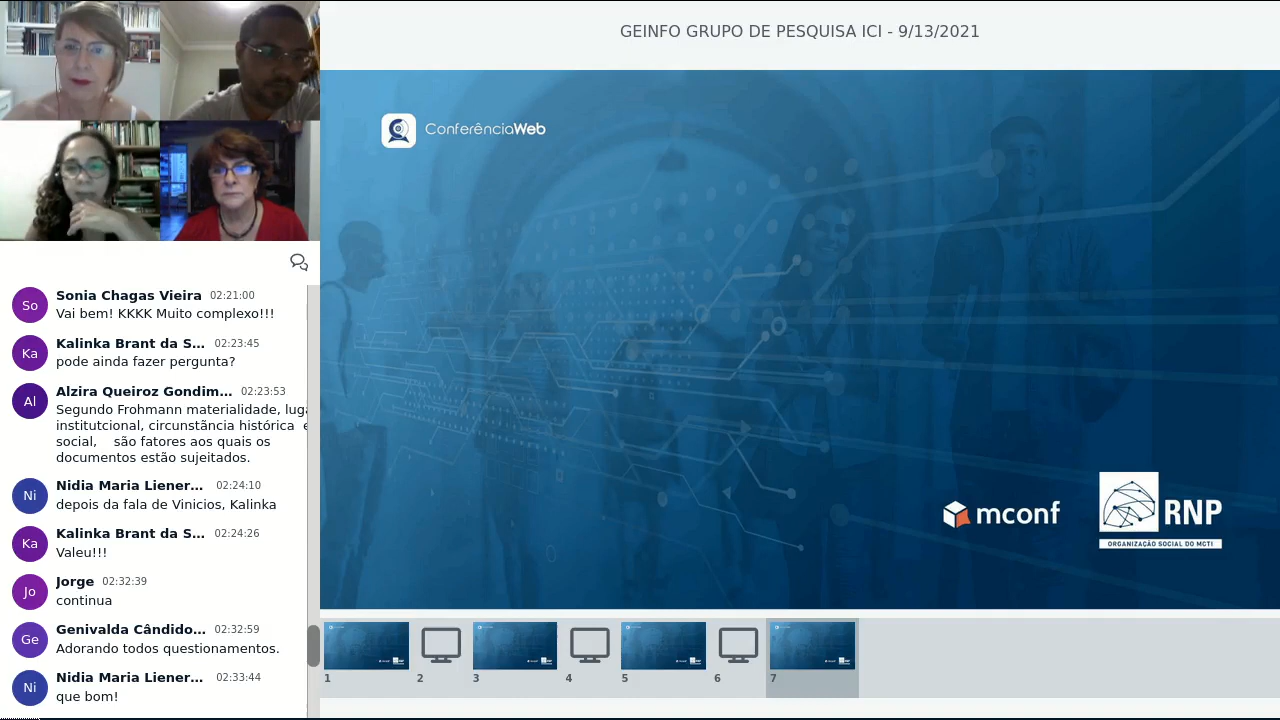 GEINFO GRUPO DE PESQUISA ICI - 9/13/2021
ConferênciaWeb
So
Sonia Chagas Vieira 02:21:00
Vai bem! KKKK Muito complexo!!!
Ka
Kalinka Brant da S... 02:23:45
pode ainda fazer pergunta?
Al
Alzira Queiroz Gondim... 02:23:53
Segundo Frohmann materialidade,
institutcional, circunstãncia histórica e
social, são fatores aos quais os
documentos estão sujeitados.
Ni
Nidia Maria Liener... 02:24:10
depois da fala de Vinicios, Kalinka
Ka
Kalinka Brant da S... 02:24:26
Valeu!!!
Jo
Jorge 02:32:39
continua
Ge
Genivalda Cândido... 02:32:59
Adorando todos questionamentos.
Ni
Nidia Maria Liener... 02:33:44
que bom!
mconf
RNP
ORGANIZAÇÃO SOCIAL DO MCTI
1 2 3 4 5 6 7